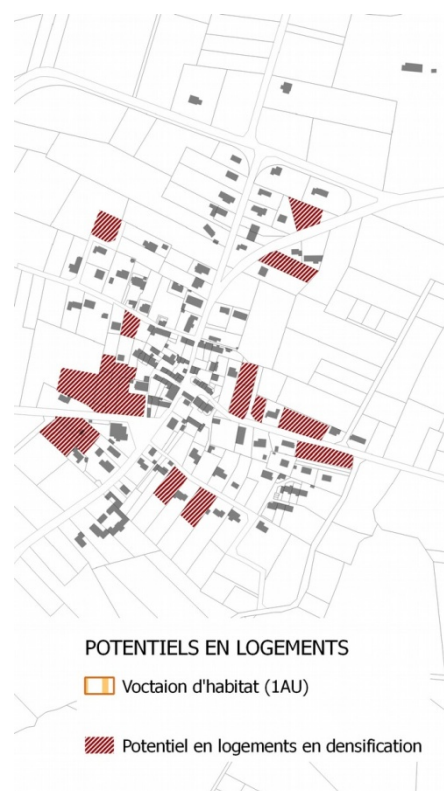 POTENTIELS EN LOGEMENTS
Voctaion d'habitat (1AU)
Potentiel en logements en densification